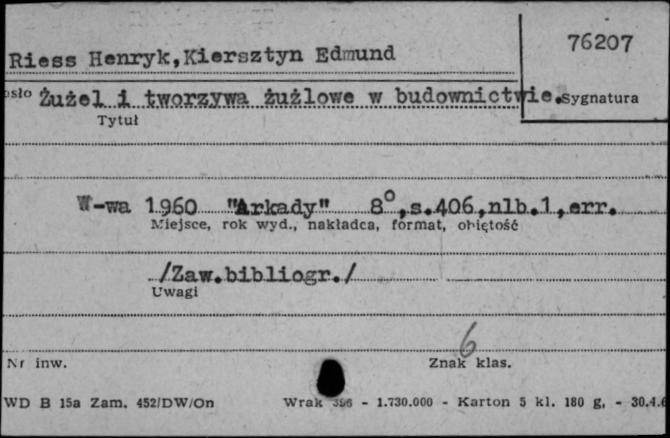 76207
Riess Henryk,Kiersztyn Edmund
Żużel i tworzywa żużlowe w budownictwie.
Sygnatura
Tytuł
W-wa 1960 "Arkady" 8°,s.406,nlb.1,err.
Miejsce, rok wyd., nakładca, format, objętość
/Zaw.bibliogr./
Uwagi
6
Nr inw. Znak klas.
WD B 15a Zam. 452/DW/On Wrak - 1.730.000 - Karton 5 kl. 180 g, - 30.4.6